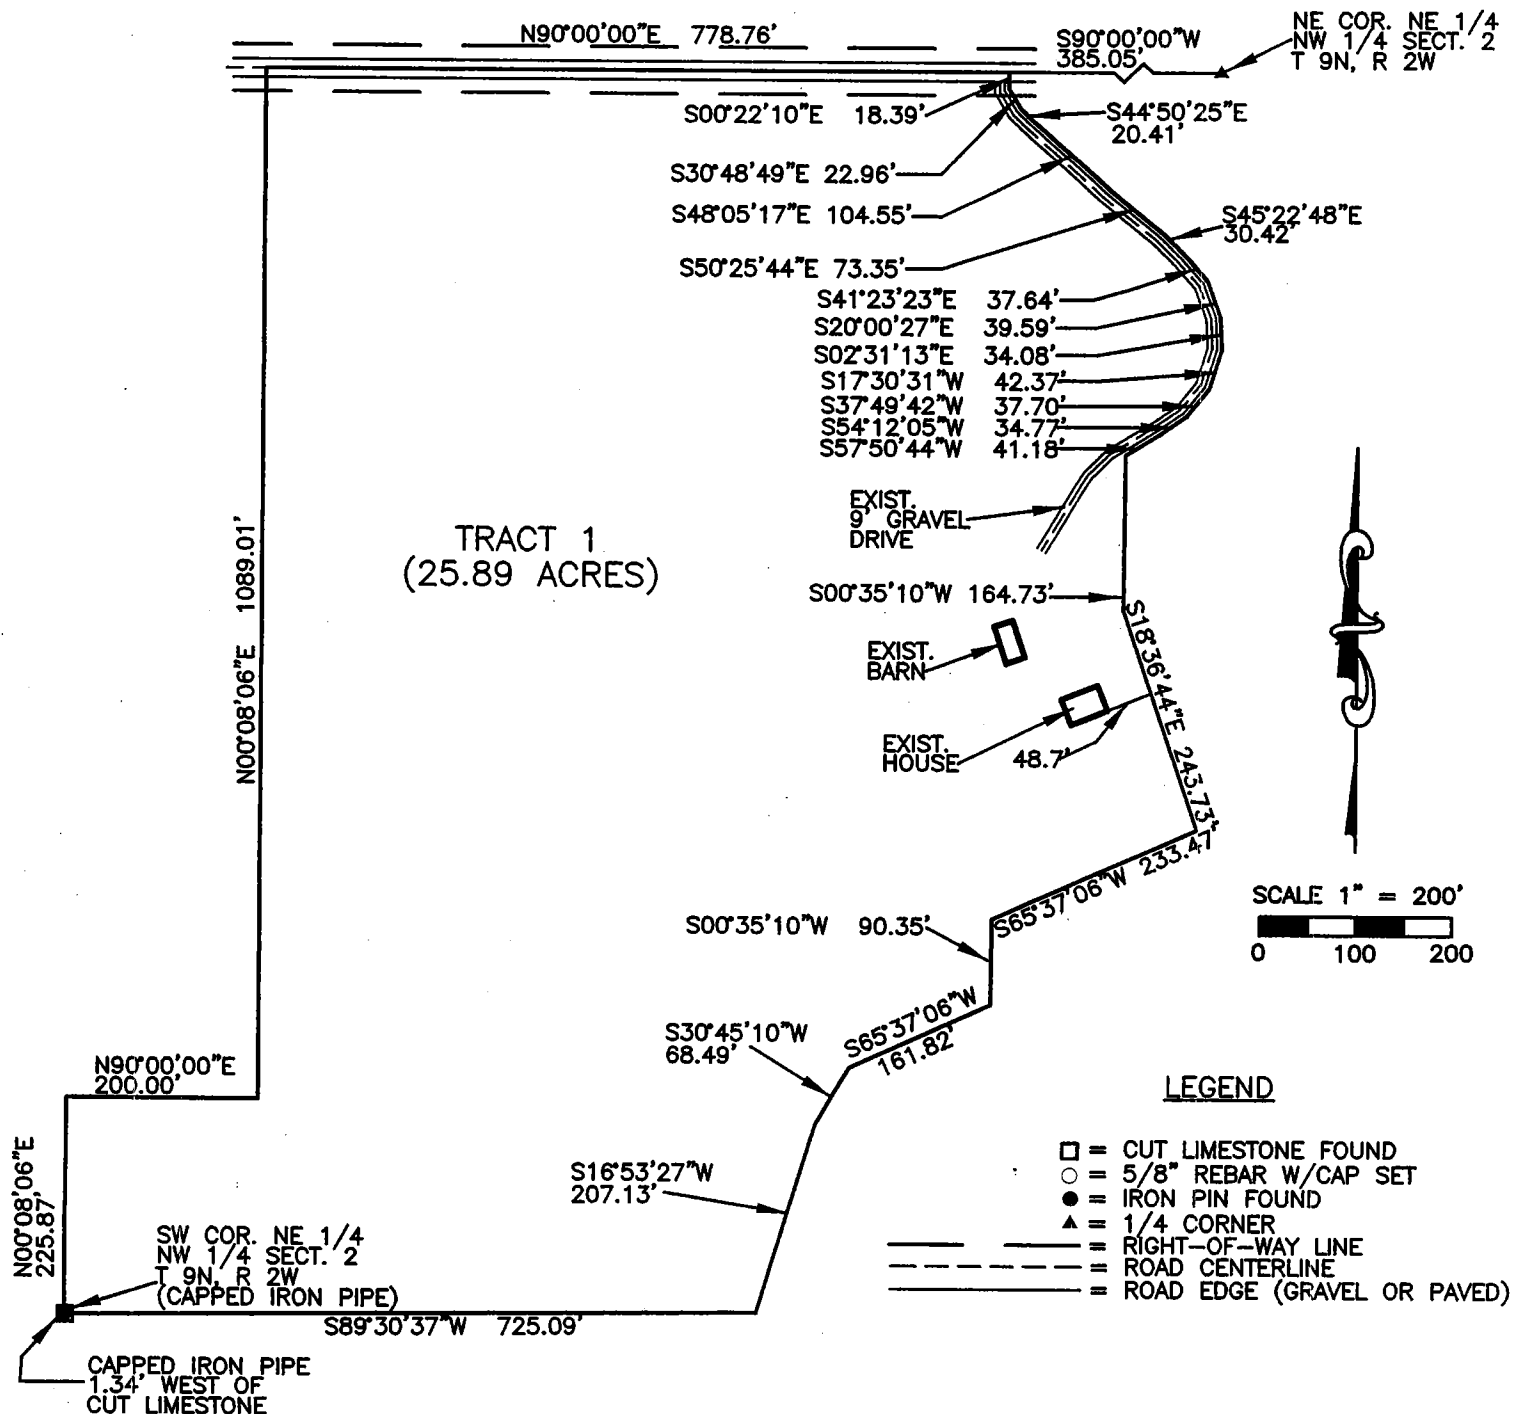 N90°00'00"E 778.76'
S90°00'00"W
385.05'
NE COR. NE 1/4
NW 1/4 SECT. 2
T 9N, R 2W
S00°22'10"E 18.39'
S44°50'25"E
20.41'
S30°48'49"E 22.96'
S48°05'17"E 104.55'
S45°22'48"E
30.42'
S50°25'44"E 73.35'
S41°23'23"E 37.64'
S20°00'27"E 39.59'
S02°31'13"E 34.08'
S17°30'31"W 42.37'
S37°49'42"W 37.70'
S54°12'05"W 34.77'
S57°50'44"W 41.18'
EXIST.
9' GRAVEL
DRIVE
TRACT 1
(25.89 ACRES)
N00°08'06"E 1089.01'
S00°35'10"W 164.73'
EXIST.
BARN
S18°36'44"E 243.73'
EXIST.
HOUSE
48.7'
S65°37'06"W 233.47'
SCALE 1" = 200'
0 100 200
S00°35'10"W 90.35'
S65°37'06"W
161.82'
S30°45'10"W
68.49'
N90°00'00"E
200.00'
S16°53'27"W
207.13'
N00°08'06"E
225.87'
SW COR. NE 1/4
NW 1/4 SECT. 2
T 9N, R 2W
(CAPPED IRON PIPE)
S89°30'37"W 725.09'
CAPPED IRON PIPE
1.34' WEST OF
CUT LIMESTONE
LEGEND
= CUT LIMESTONE FOUND
= 5/8" REBAR W/CAP SET
= IRON PIN FOUND
= 1/4 CORNER
= RIGHT-OF-WAY LINE
= ROAD CENTERLINE
= ROAD EDGE (GRAVEL OR PAVED)